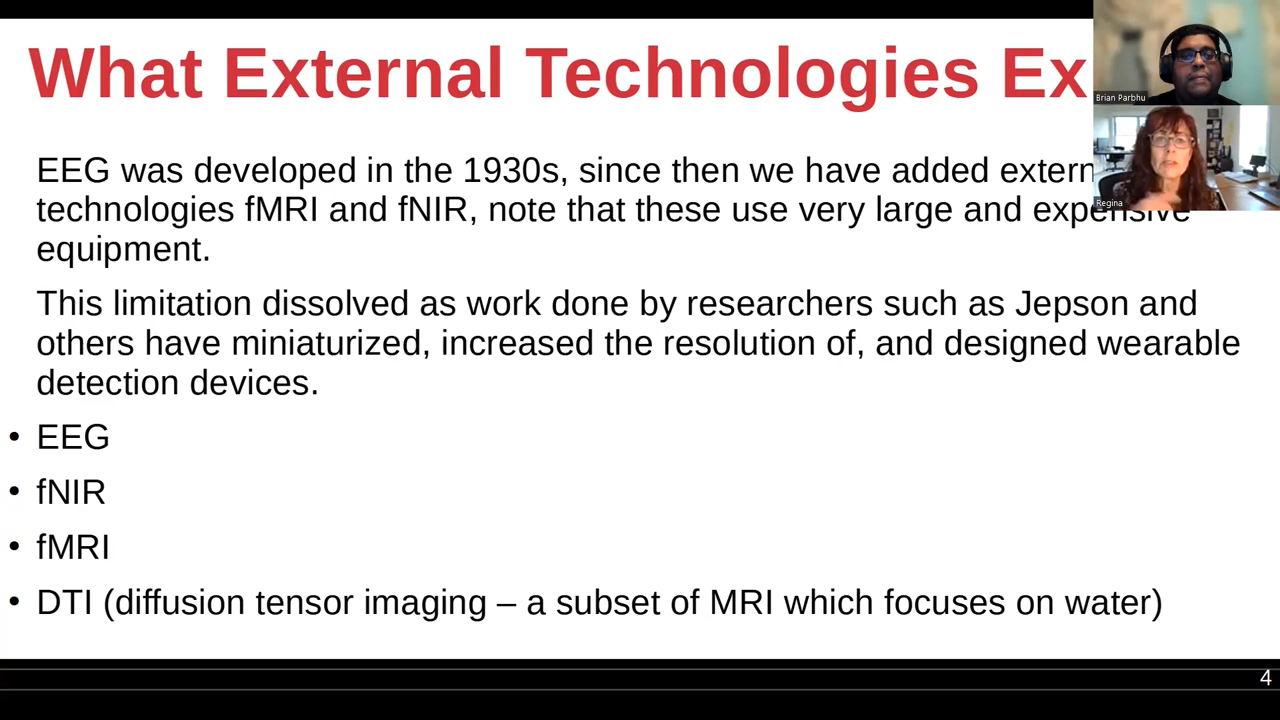 What External Technologies Ex
EEG was developed in the 1930s, since then we have added extern
technologies fMRI and fNIR, note that these use very large and expensive
equipment.
This limitation dissolved as work done by researchers such as Jepson and
others have miniaturized, increased the resolution of, and designed wearable
detection devices.
• EEG
• fNIR
• fMRI
• DTI (diffusion tensor imaging – a subset of MRI which focuses on water)
Brian Parbhu
Regina
4